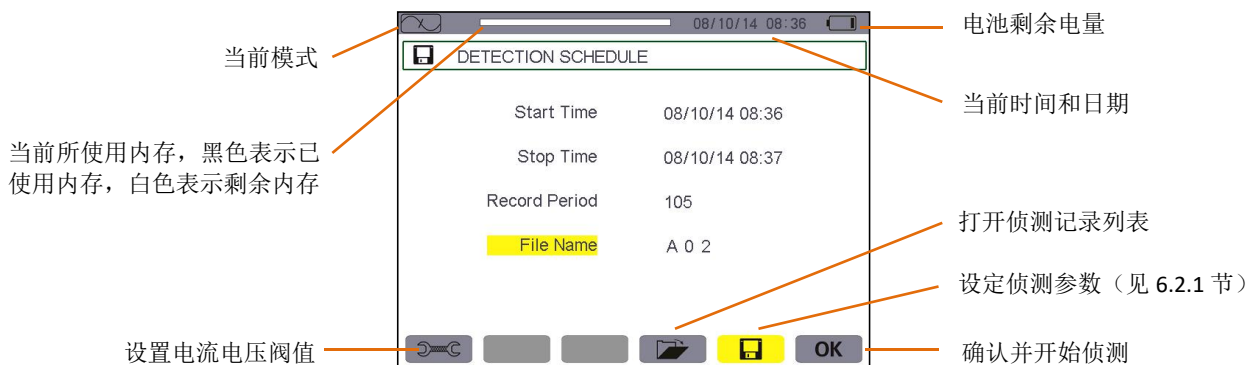 08/10/14 08:36
电池剩余电量
当前模式
DETECTION SCHEDULE
当前时间和日期
Start Time 08/10/14 08:36
当前所使用内存，黑色表示已
使用内存，白色表示剩余内存
Stop Time 08/10/14 08:37
Record Period 105
打开侦测记录列表
File Name A 0 2
设定侦测参数（见 6.2.1 节）
设置电流电压阀值
OK
确认并开始侦测